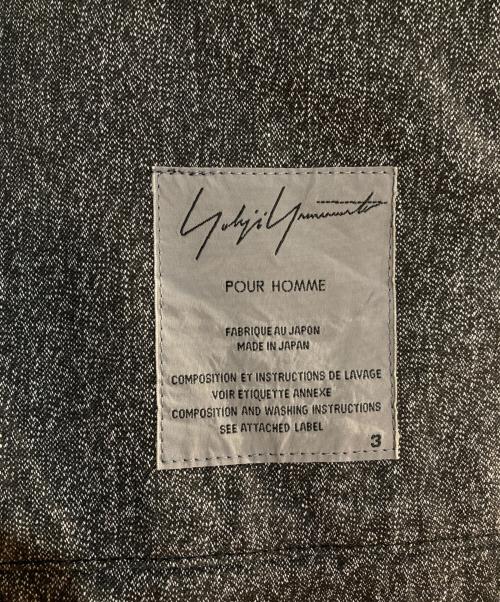 Yohji Yamamoto
POUR HOMME
FABRIQUE AU JAPON
MADE IN JAPAN
COMPOSITION ET INSTRUCTIONS DE LAVAGE
VOIR ETIQUETTE ANNEXE
COMPOSITION AND WASHING INSTRUCTIONS
SEE ATTACHED LABEL
3